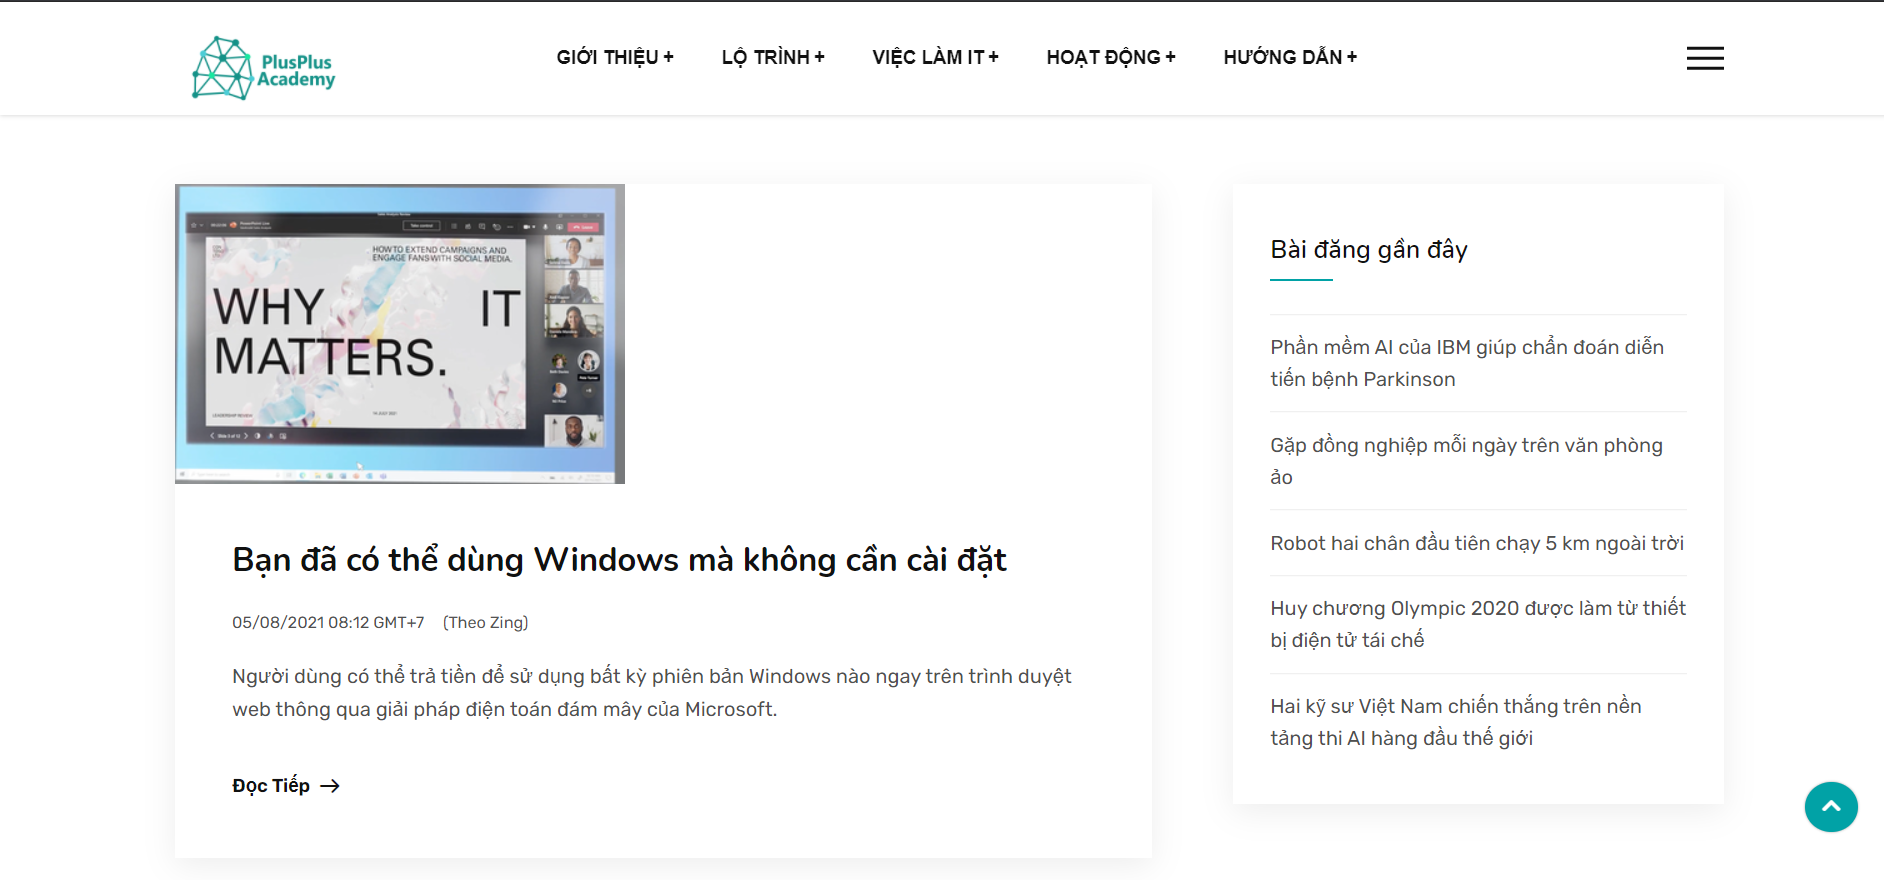 PlusPlus
Academy
GIỚI THIỆU +
LỘ TRÌNH +
VIỆC LÀM IT +
HOẠT ĐỘNG +
HƯỚNG DẪN +
Take control
HOW TO EXTEND CAMPAIGNS AND
ENGAGE FANS WITH SOCIAL MEDIA.
WHY IT
MATTERS.
LEADERSHIP REVIEW
14 JULY 2021
Bạn đã có thể dùng Windows mà không cần cài đặt
05/08/2021 08:12 GMT+7 (Theo Zing)
Người dùng có thể trả tiền để sử dụng bất kỳ phiên bản Windows nào ngay trên trình duyệt
web thông qua giải pháp điện toán đám mây của Microsoft.
Đọc Tiếp
Bài đăng gần đây
Phần mềm AI của IBM giúp chẩn đoán diễn
tiến bệnh Parkinson
Gặp đồng nghiệp mỗi ngày trên văn phòng
ảo
Robot hai chân đầu tiên chạy 5 km ngoài trời
Huy chương Olympic 2020 được làm từ thiết
bị điện tử tái chế
Hai kỹ sư Việt Nam chiến thắng trên nền
tảng thi AI hàng đầu thế giới